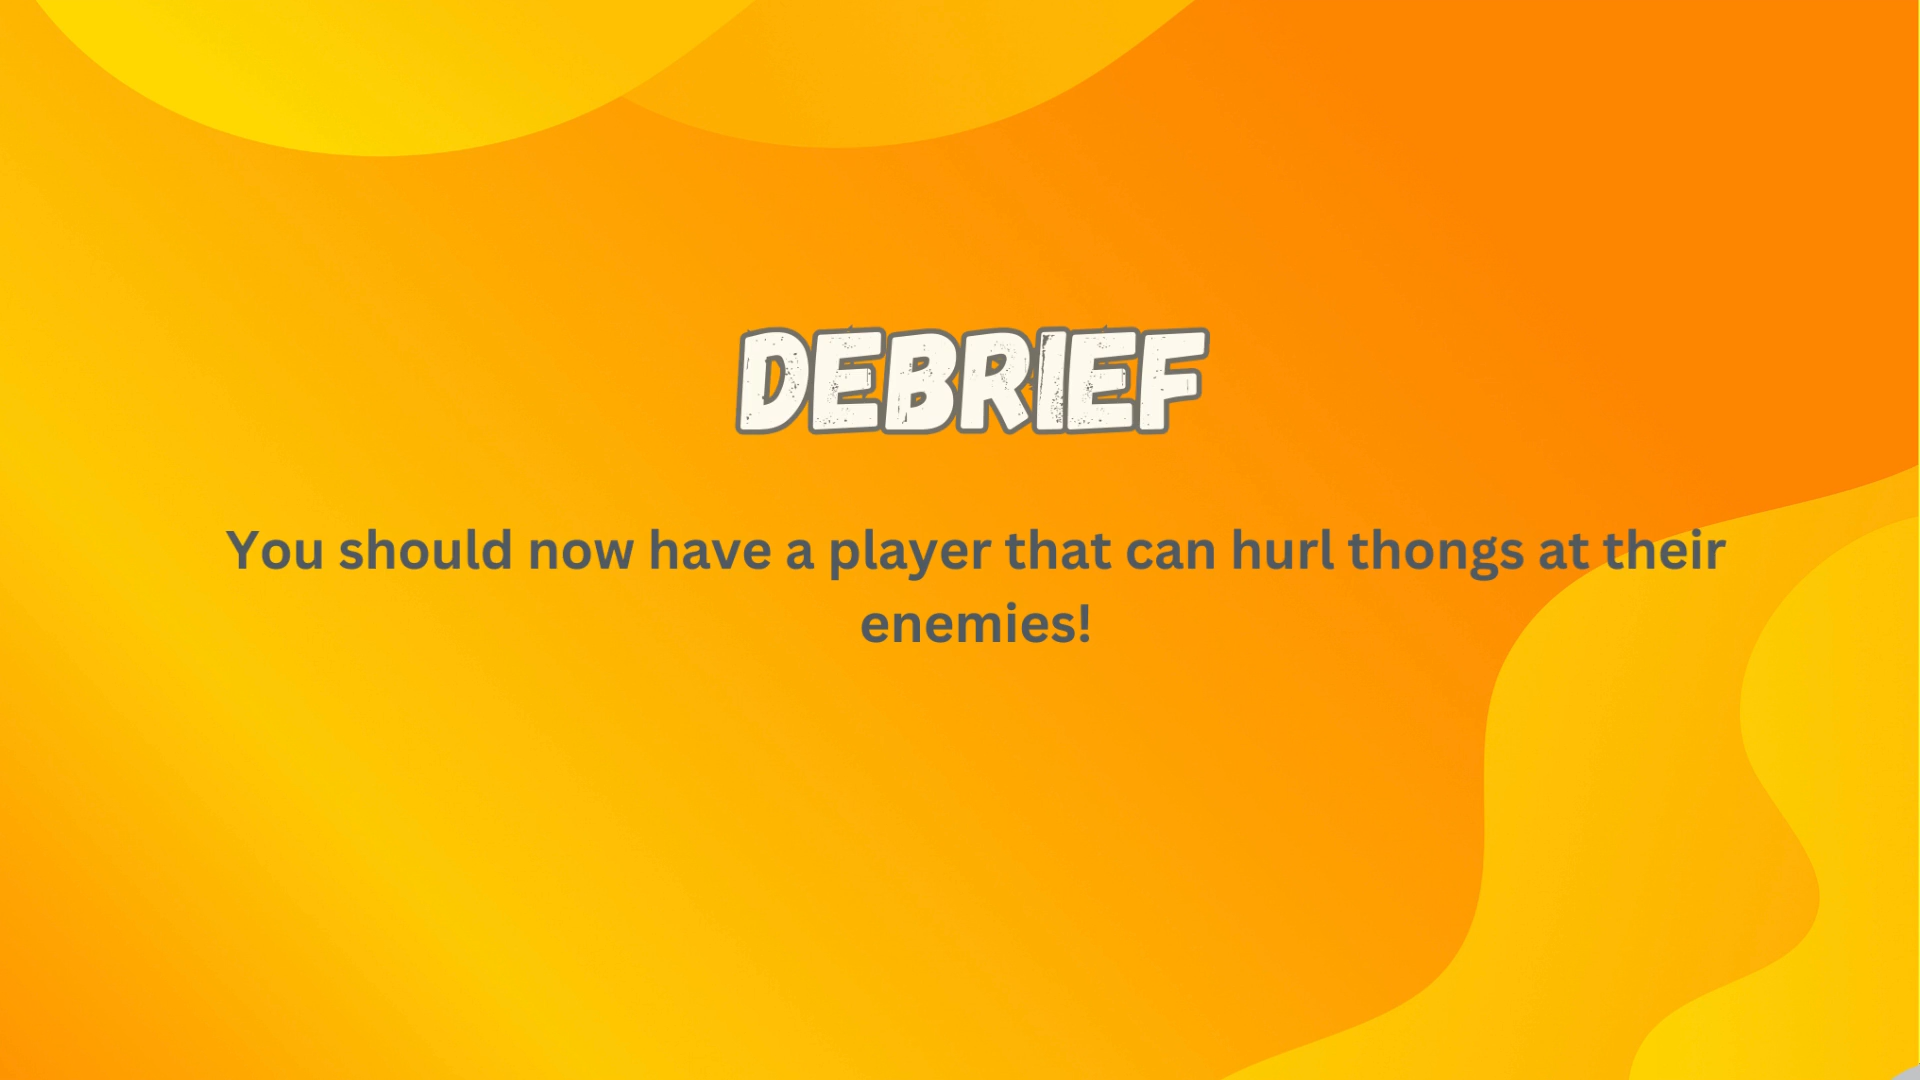 DEBRIEF
You should now have a player that can hurl thongs at their
enemies!